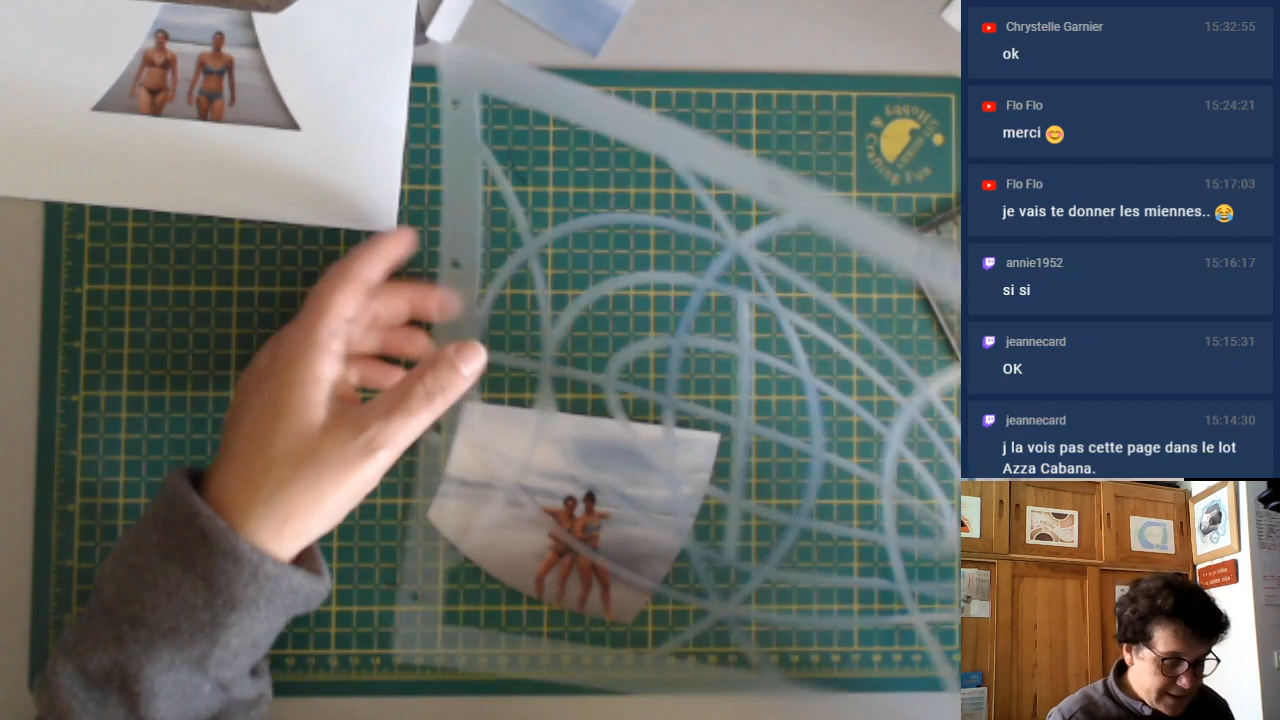 Chrystelle Garnier 15:32:55
ok
Flo Flo 15:24:21
merci 😊
Flo Flo 15:17:03
je vais te donner les miennes.. 😂
annie1952 15:16:17
si si
jeannecard 15:15:31
OK
jeannecard 15:14:30
j la vois pas cette page dans le lot
Azza Cabana.
& Crafting Fun